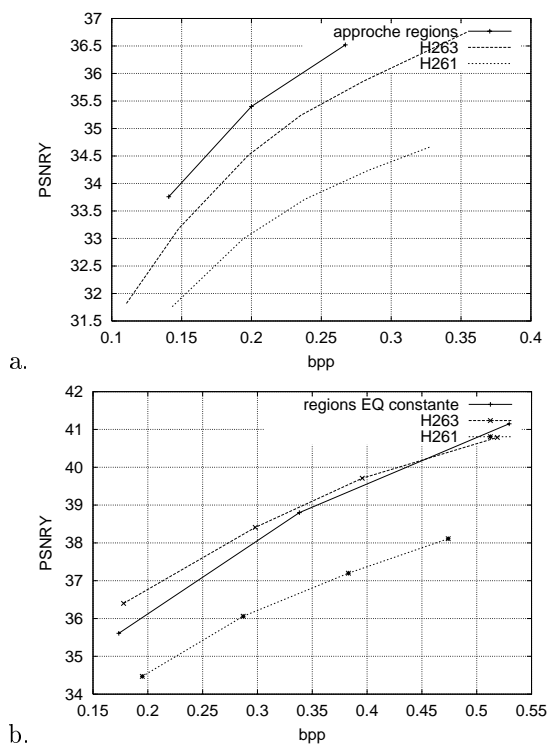 37
36.5
36
35.5
35
34.5
34
33.5
33
32.5
32
31.5
PSNRY
approche regions
H263
H261
0.1 0.15 0.2 0.25 0.3 0.35 0.4
bpp
a.
42
41
40
39
38
37
36
35
34
PSNRY
regions EQ constante
H263
H261
0.15 0.2 0.25 0.3 0.35 0.4 0.45 0.5 0.55
bpp
b.